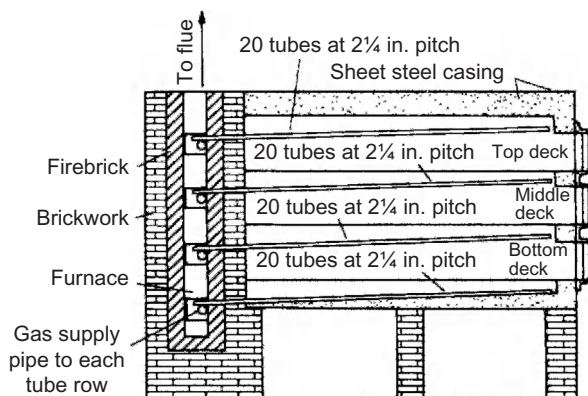 To flue
20 tubes at 2¼ in. pitch
Sheet steel casing
20 tubes at 2¼ in. pitch
Top deck
Firebrick
20 tubes at 2¼ in. pitch
Middle
deck
Brickwork
20 tubes at 2¼ in. pitch
Bottom
deck
Furnace
Gas supply
pipe to each
tube row